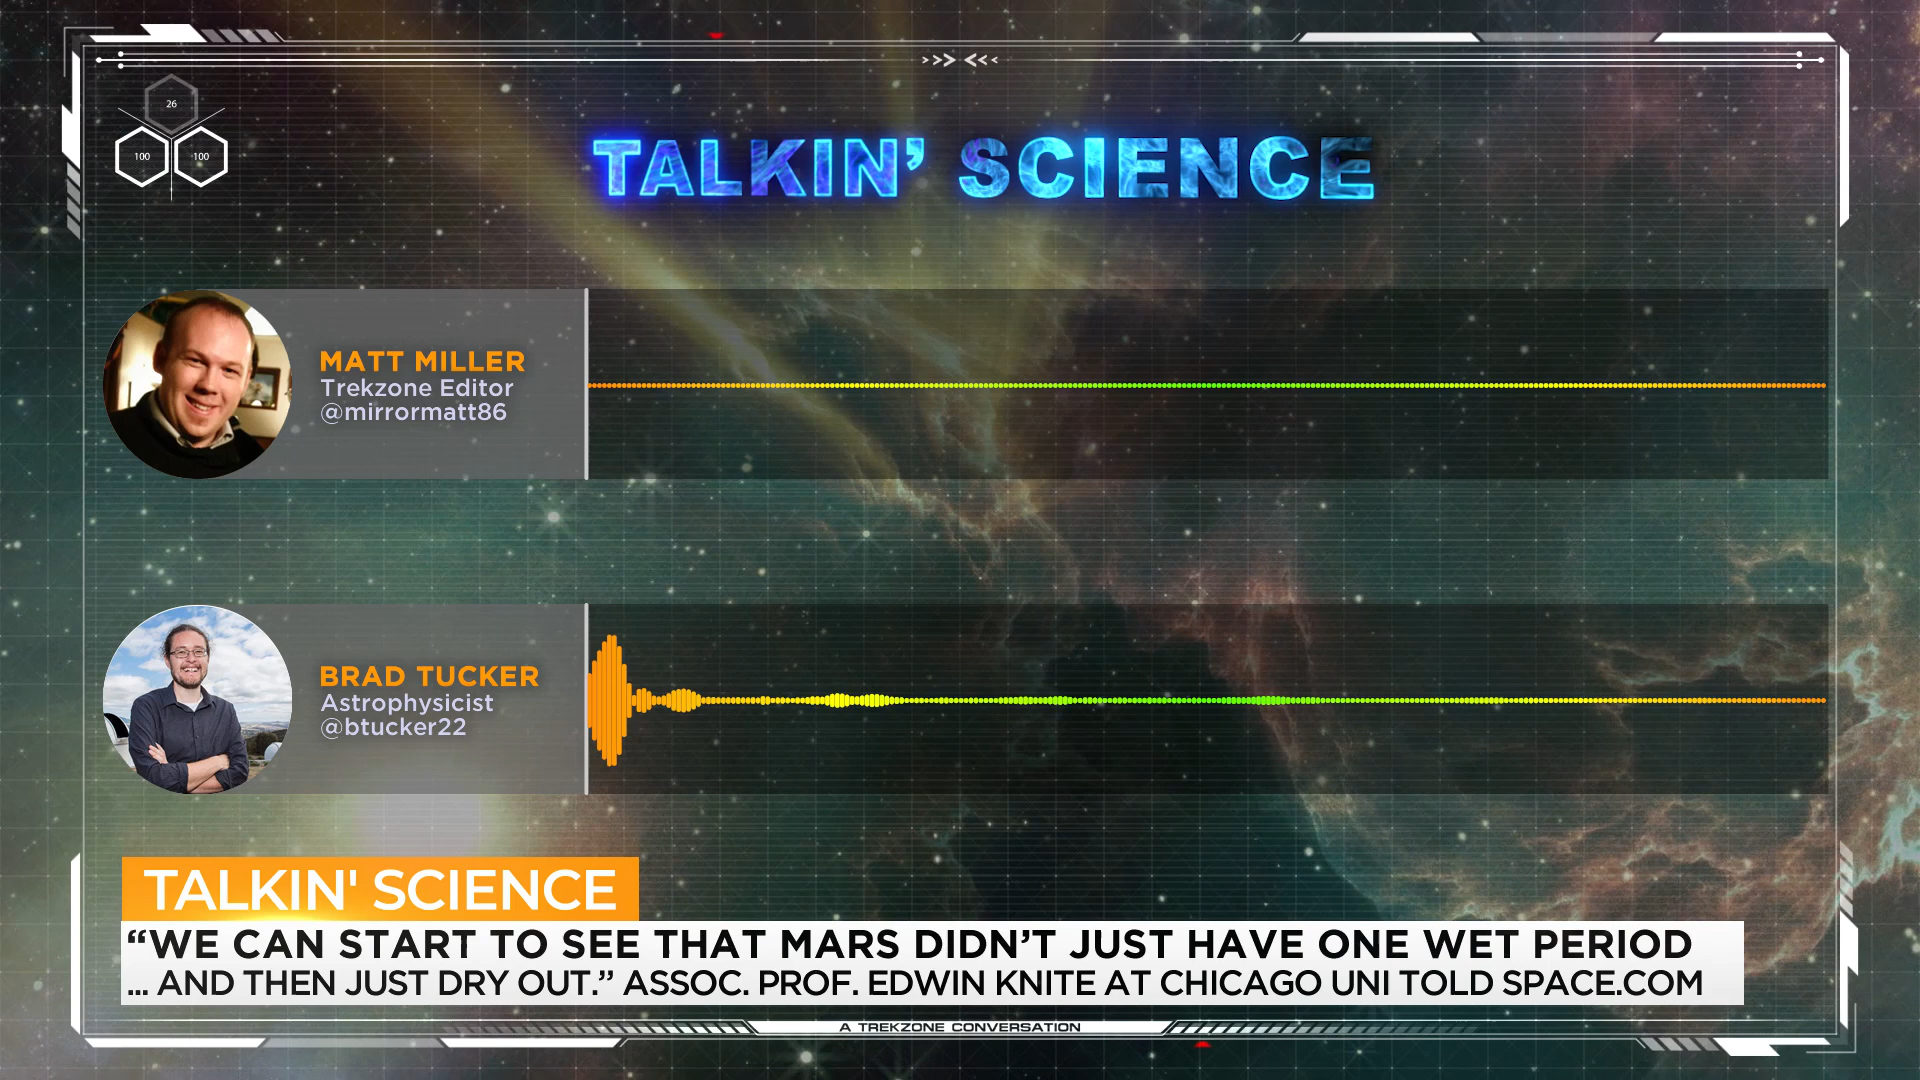 26
100 100
TALKIN’ SCIENCE
MATT MILLER
Trekzone Editor
@mirrormatt86
BRAD TUCKER
Astrophysicist
@btucker22
TALKIN' SCIENCE
“WE CAN START TO SEE THAT MARS DIDN’T JUST HAVE ONE WET PERIOD
... AND THEN JUST DRY OUT.” ASSOC. PROF. EDWIN KNITE AT CHICAGO UNI TOLD SPACE.COM
A TREKZONE CONVERSATION